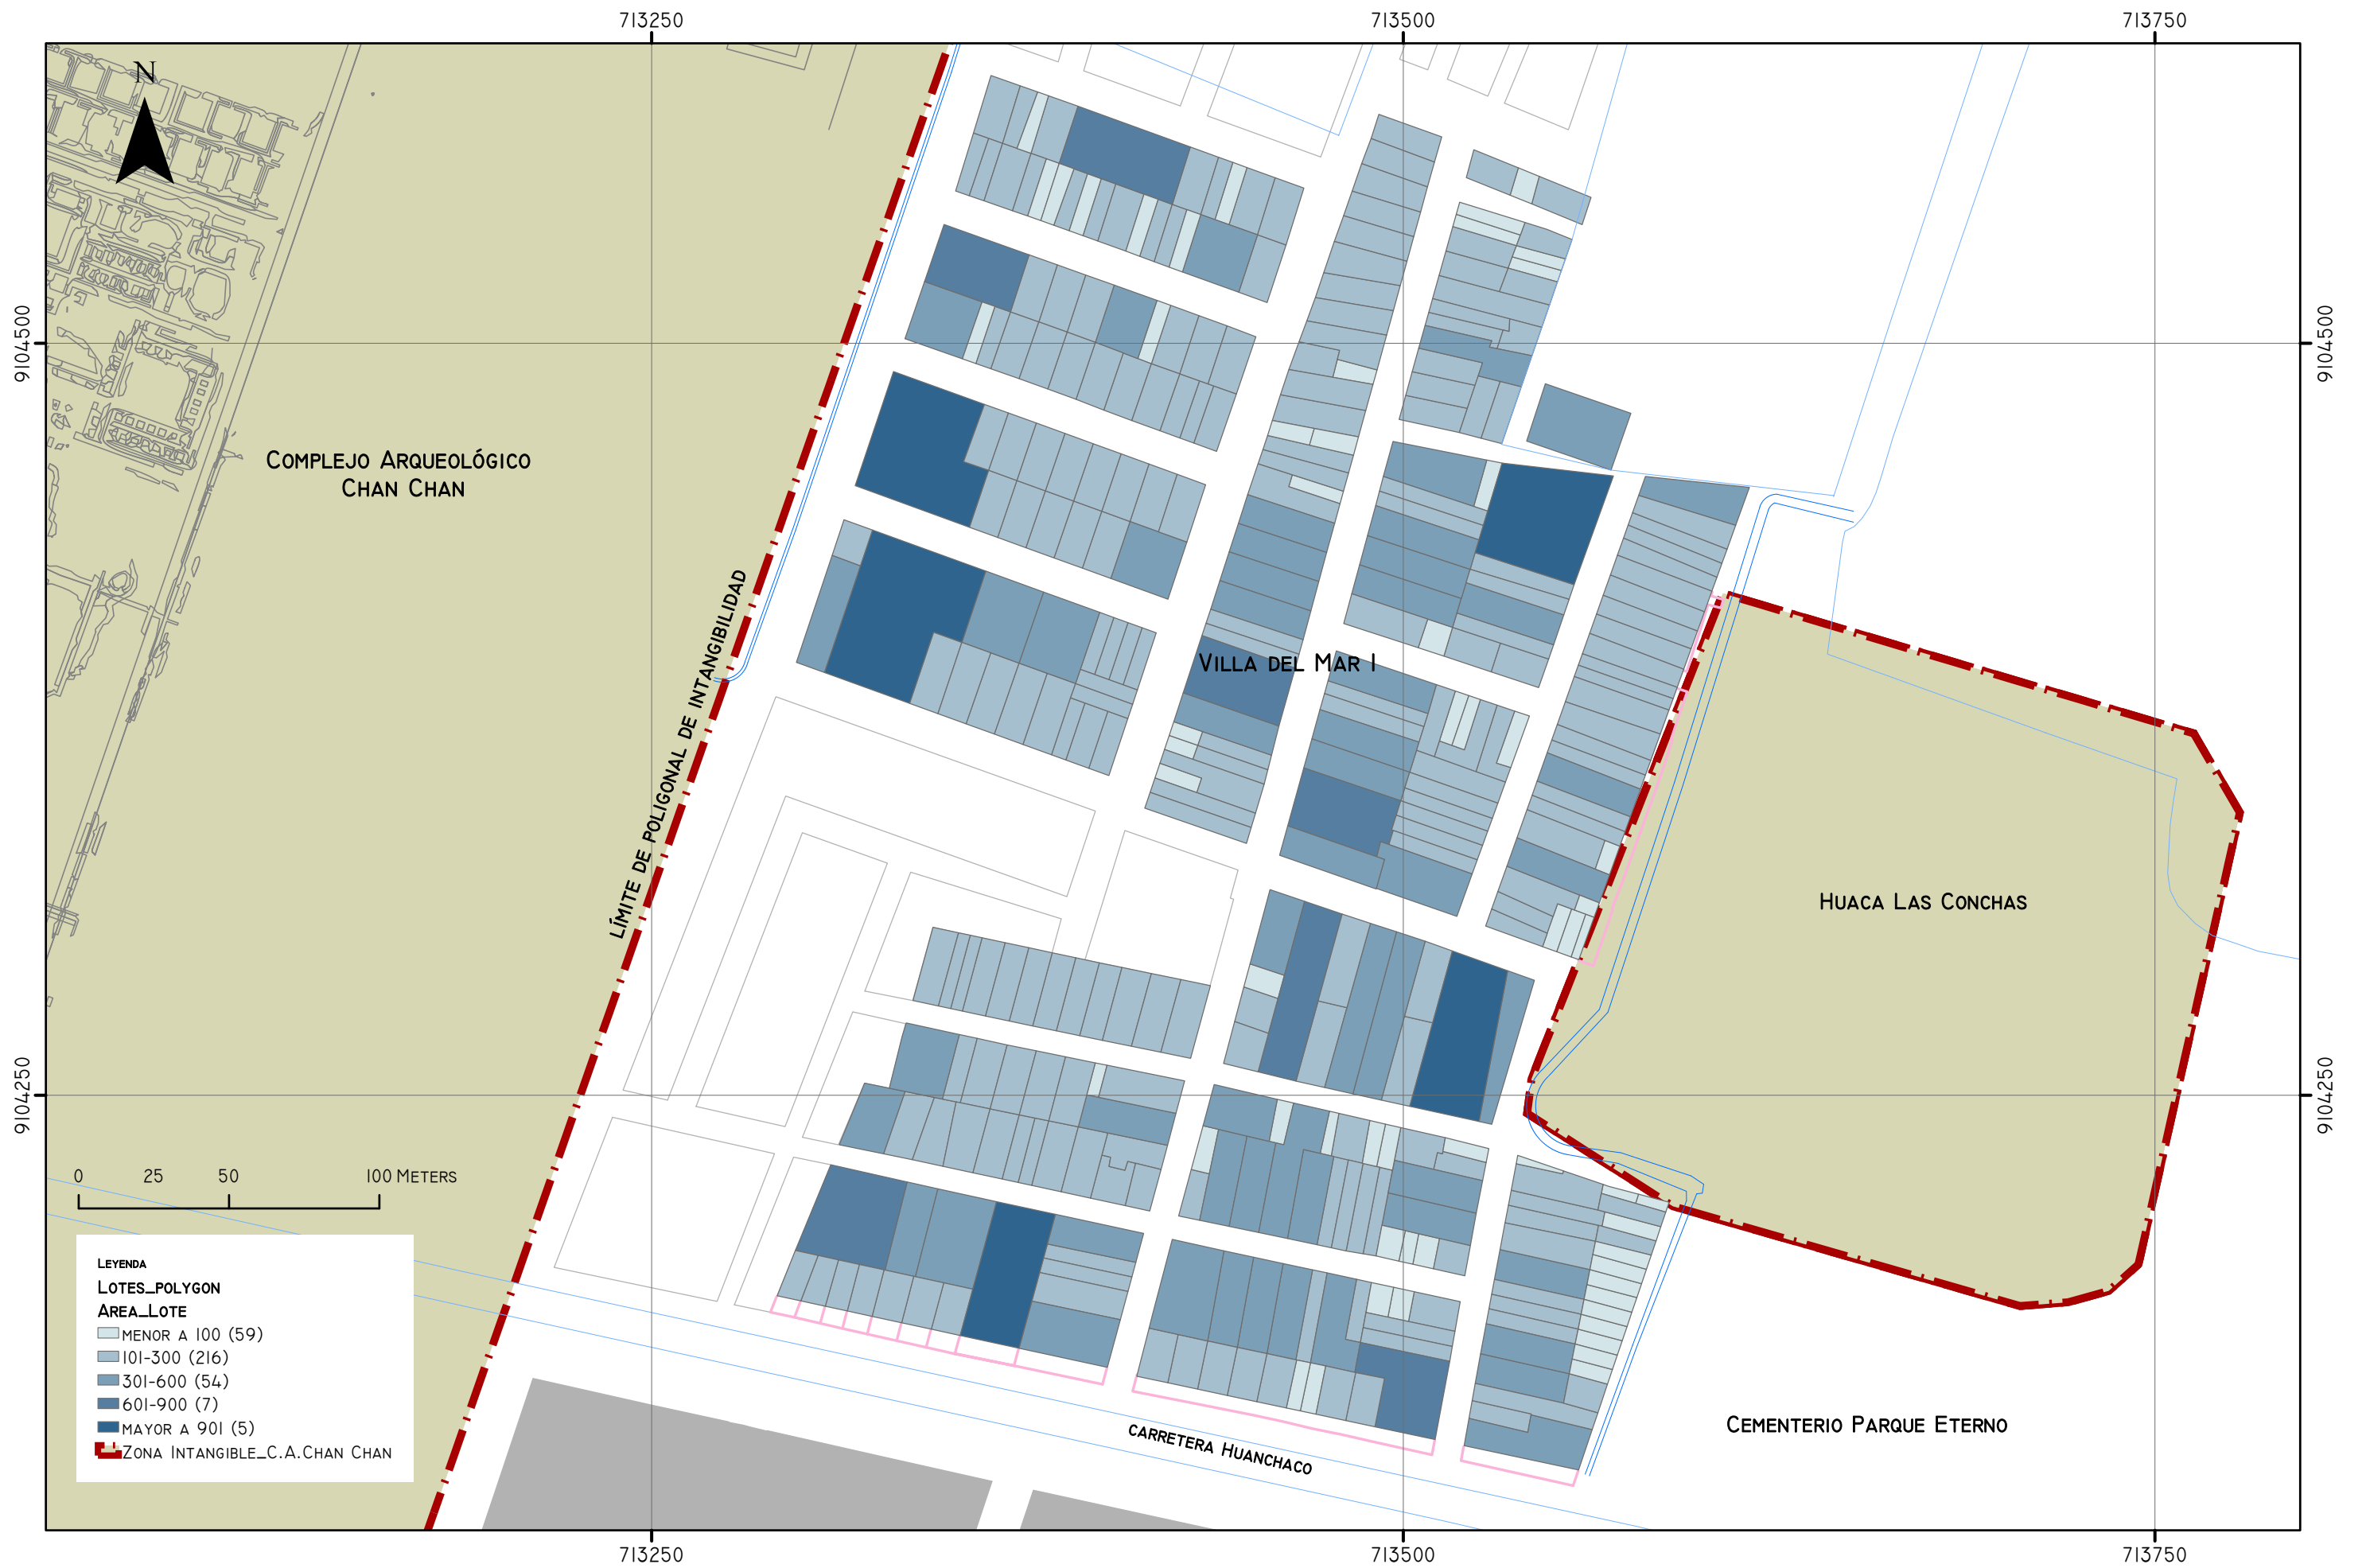 713250
713500
713750
N
9104500
9104500
Complejo Arqueológico
Chan Chan
Límite de poligonal de intangibilidad
Villa del Mar I
Huaca Las Conchas
9104250
9104250
0 25 50 100 Meters
Leyenda
Lotes_polygon
Area_Lote
menor a 100 (59)
101-300 (216)
301-600 (54)
601-900 (7)
mayor a 901 (5)
Zona Intangible_C.A.Chan Chan
carretera Huanchaco
Cementerio Parque Eterno
713250
713500
713750